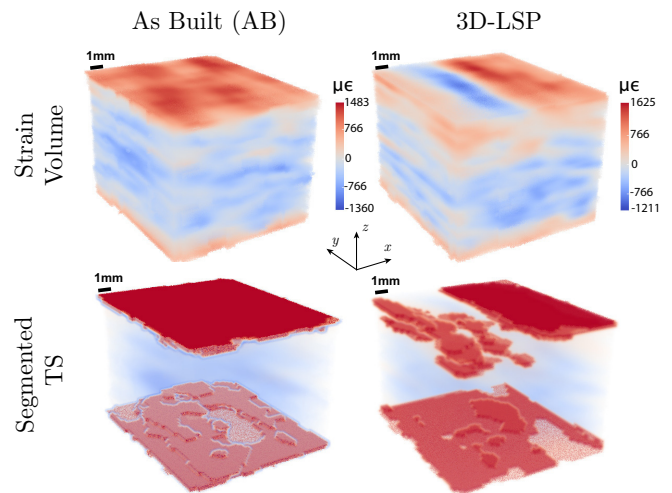 As Built (AB)
3D-LSP
1mm
1mm
με
1483
766
0
-766
-1360
με
1625
766
0
-766
-1211
Strain
Volume
z
y
x
1mm
1mm
Segmented
TS